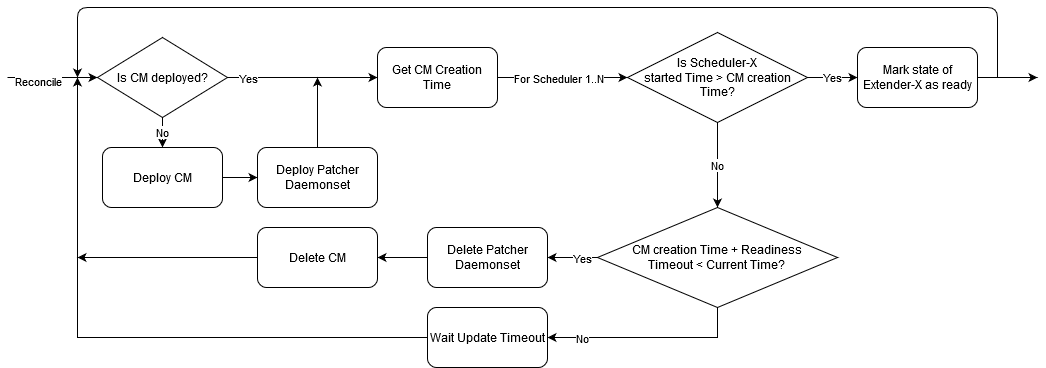 Reconcile
Is CM deployed?
Yes
Get CM Creation
Time
For Scheduler 1..N
Is Scheduler-X
started Time > CM creation
Time?
Yes
Mark state of
Extender-X as ready
No
Deploy CM
Deploy Patcher
Daemonset
No
Delete CM
Delete Patcher
Daemonset
Yes
CM creation Time + Readiness
Timeout < Current Time?
Wait Update Timeout
No